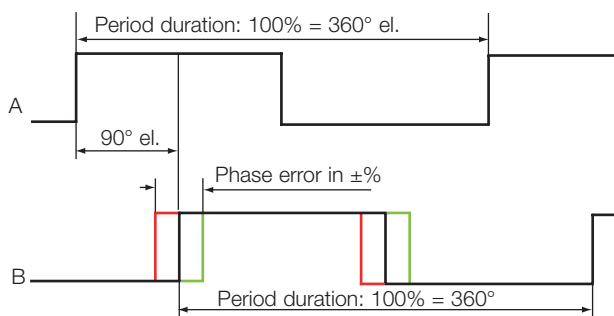 Period duration: 100% = 360° el.
A
90° el.
Phase error in ±%
B
Period duration: 100% = 360°